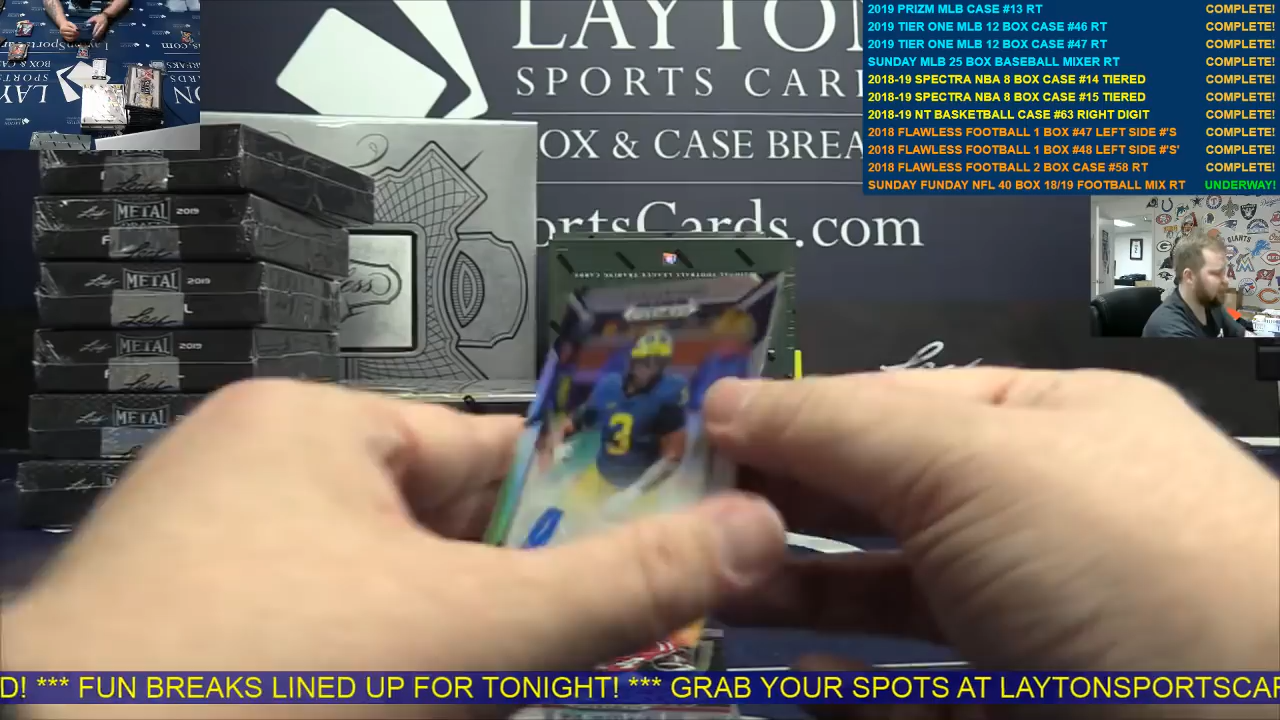 2019 PRIZM MLB CASE #13 RT COMPLETE!
2019 TIER ONE MLB 12 BOX CASE #46 RT COMPLETE!
2019 TIER ONE MLB 12 BOX CASE #47 RT COMPLETE!
SUNDAY MLB 25 BOX BASEBALL MIXER RT COMPLETE!
2018-19 SPECTRA NBA 8 BOX CASE #14 TIERED COMPLETE!
2018-19 SPECTRA NBA 8 BOX CASE #15 TIERED COMPLETE!
2018-19 NT BASKETBALL CASE #63 RIGHT DIGIT COMPLETE!
2018 FLAWLESS FOOTBALL 1 BOX #47 LEFT SIDE #'S COMPLETE!
2018 FLAWLESS FOOTBALL 1 BOX #48 LEFT SIDE #'S' COMPLETE!
2018 FLAWLESS FOOTBALL 2 BOX CASE #58 RT COMPLETE!
SUNDAY FUNDAY NFL 40 BOX 18/19 FOOTBALL MIX RT UNDERWAY!
LAYTON
SPORTS CAR
OX & CASE BREA
ortsCards.com
METAL 2019
METAL 2019
METAL 2019
METAL
GIANTS
3
D! *** FUN BREAKS LINED UP FOR TONIGHT! *** GRAB YOUR SPOTS AT LAYTONSPORTSCAR